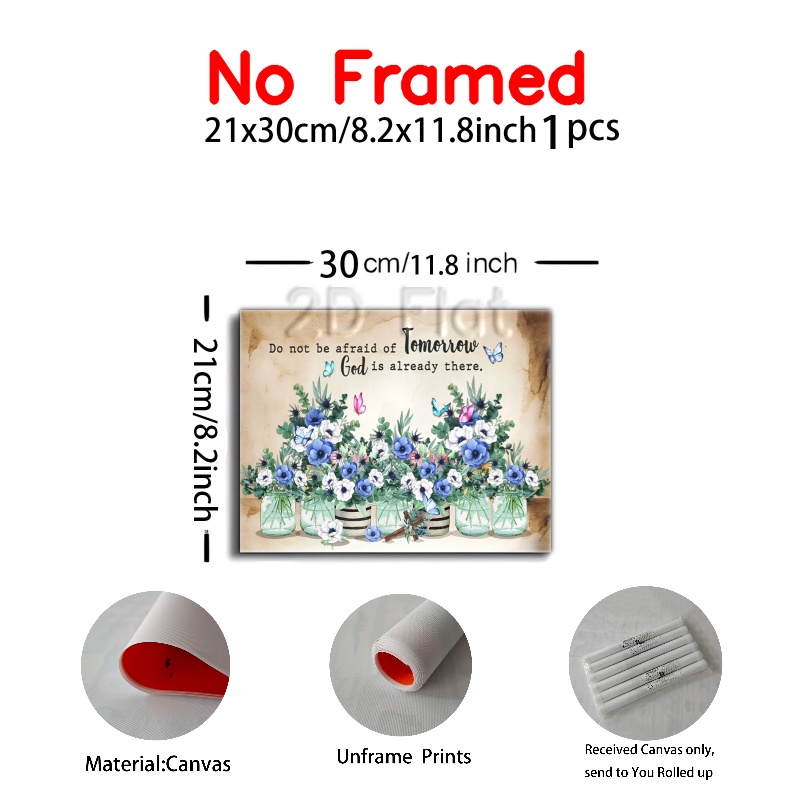 No Framed
21x30cm/8.2x11.8inch 1 pcs
30 cm/11.8 inch
2D Flat
21cm/8.2inch
Do not be afraid of Tomorrow
God is already there.
Material:Canvas
Unframe Prints
Received Canvas only,
send to You Rolled up